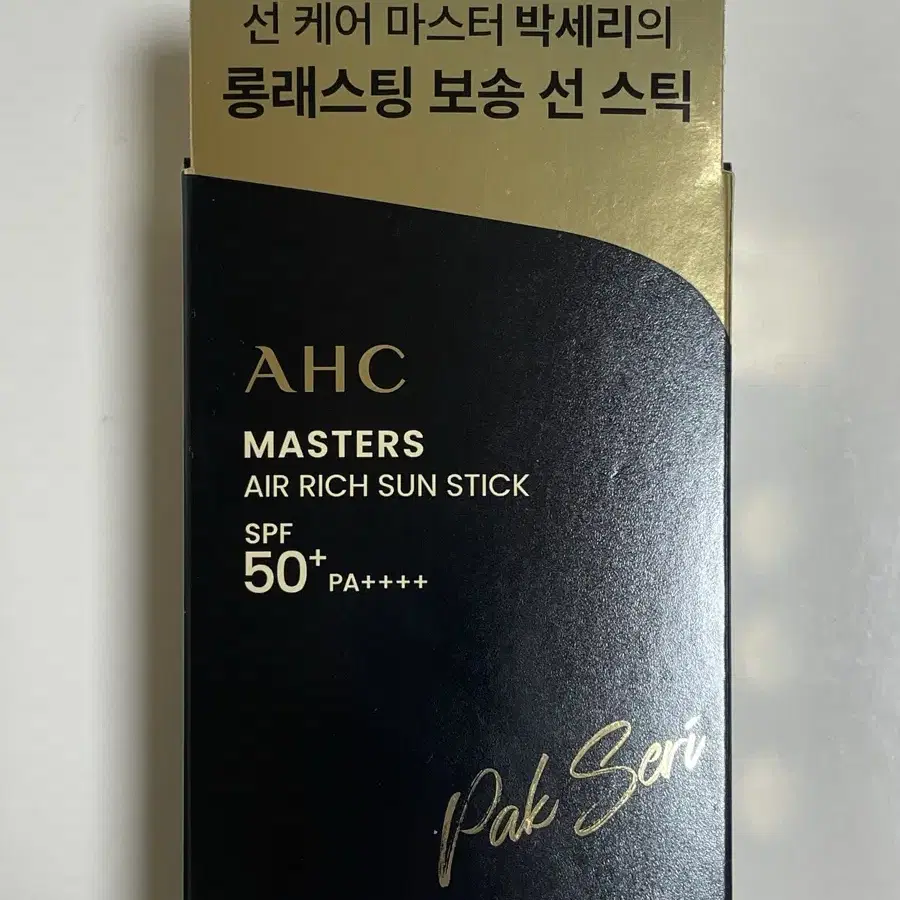 선 케어 마스터 박세리의
롱래스팅 보송 선 스틱
AHC
MASTERS
AIR RICH SUN STICK
SPF
50+ PA++++
Pak Seri